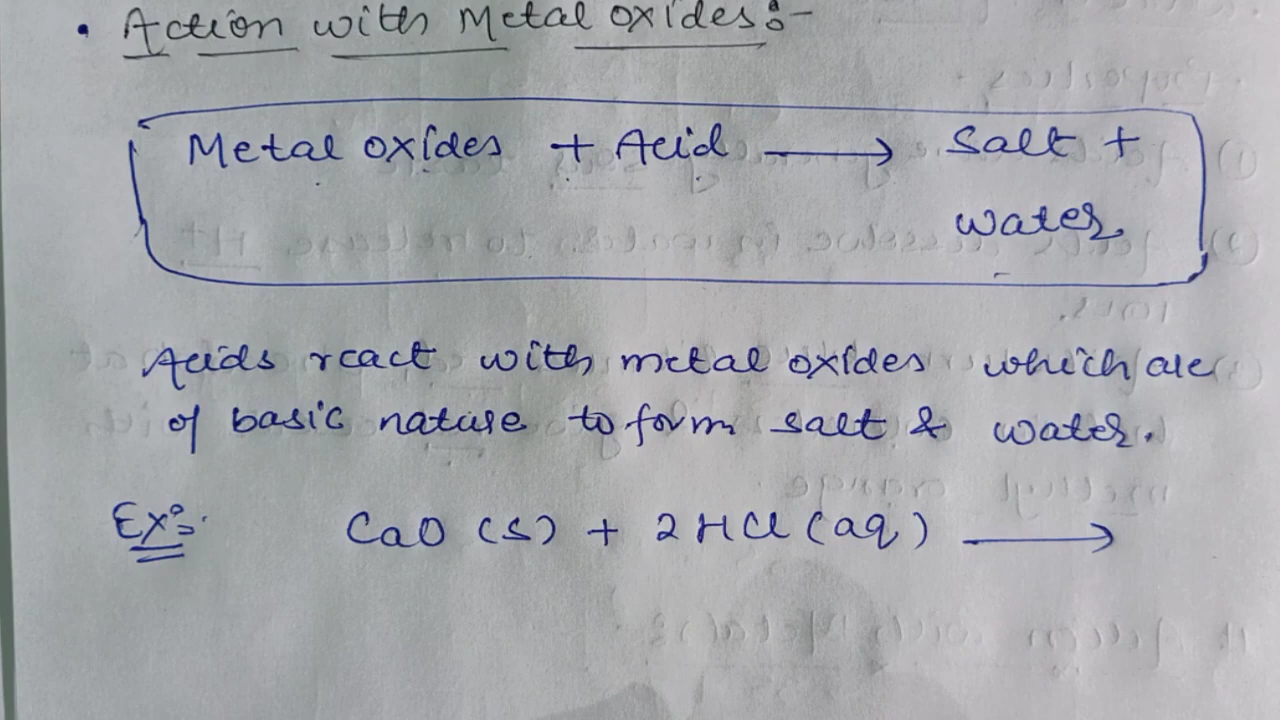 • Action with Metal oxides:-
Metal oxides + Acid ⟶ Salt +
water
Acids react with metal oxides which are
of basic nature to form salt & water.
Ex:. CaO (s) + 2HCl (aq) ⟶